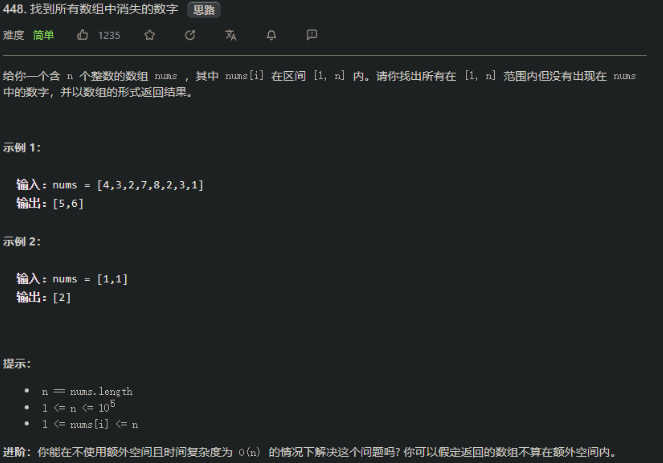 448. 找到所有数组中消失的数字 思路
难度 简单 1235
给你一个含 n 个整数的数组 nums ，其中 nums[i] 在区间 [1, n] 内。请你找出所有在 [1, n] 范围内但没有出现在 nums
中的数字，并以数组的形式返回结果。
示例 1：
输入：nums = [4,3,2,7,8,2,3,1]
输出：[5,6]
示例 2：
输入：nums = [1,1]
输出：[2]
提示：
n == nums.length
1 <= n <= 10^5
1 <= nums[i] <= n
进阶：你能在不使用额外空间且时间复杂度为 O(n) 的情况下解决这个问题吗? 你可以假定返回的数组不算在额外空间内。